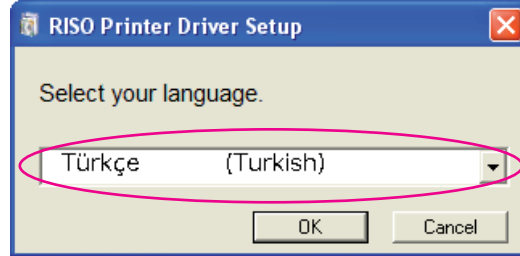 RISO Printer Driver Setup
Select your language.
Türkçe (Turkish)
OK Cancel